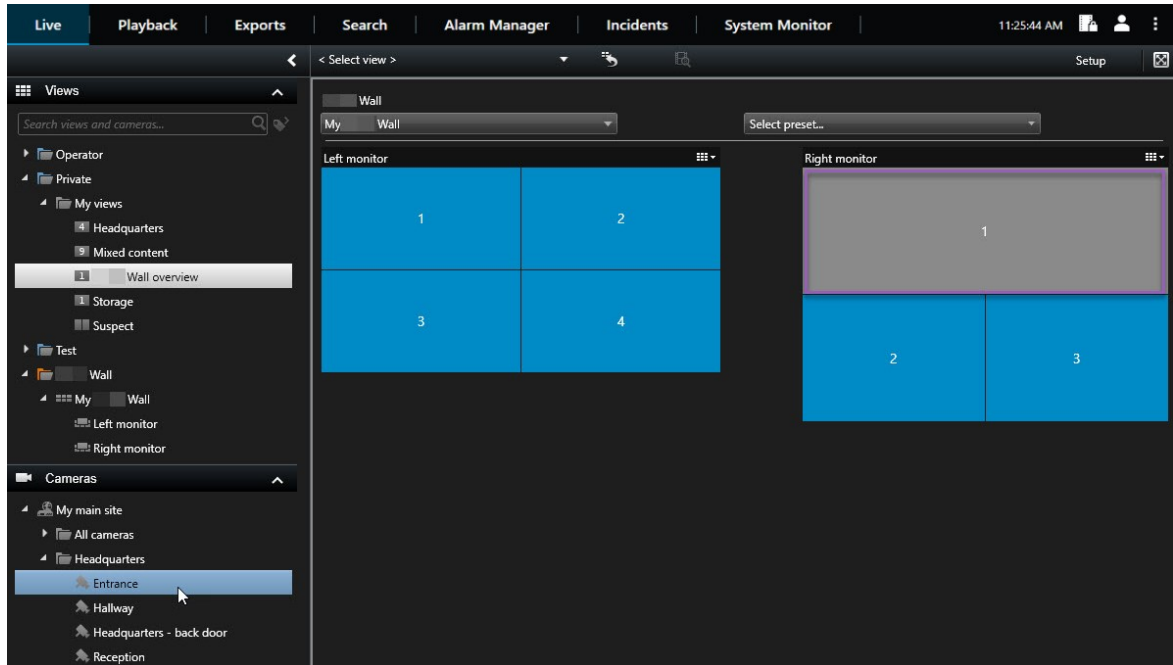 Live Playback Exports Search Alarm Manager Incidents System Monitor 11:25:44 AM
< Select view > Setup
Views
Search views and cameras...
Operator
Private
My views
4 Headquarters
9 Mixed content
1 Wall overview
1 Storage
Suspect
Test
Wall
My Wall
Left monitor
Right monitor
Cameras
My main site
All cameras
Headquarters
Entrance
Hallway
Headquarters - back door
Reception
Wall
My Wall Select preset...
Left monitor
1 2
3 4
Right monitor
1
2 3